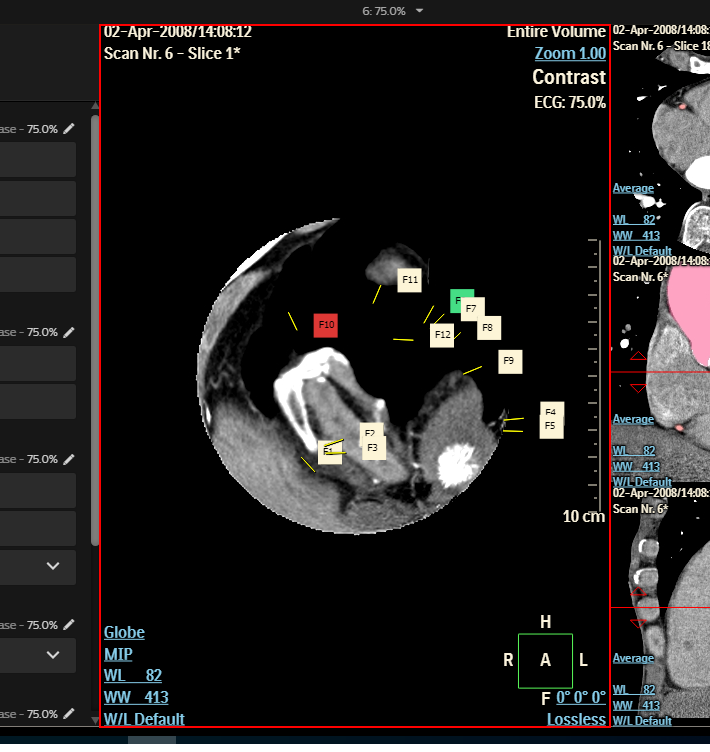 6: 75.0%
02-Apr-2008/14:08:12
Scan Nr. 6 - Slice 1*
Entire Volume
Zoom 1.00
Contrast
ECG: 75.0%
F11
F7
F8
F10
F12
F9
F4
F5
F2
F3
F1
10 cm
Globe
MIP
WL 82
WW 413
W/L Default
H
R A L
F 0° 0° 0°
Lossless
ase - 75.0%
ase - 75.0%
ase - 75.0%
ase - 75.0%
ase - 75.0%
02-Apr-2008/14:08:
Scan Nr. 6 - Slice 18
Average
WL 82
WW 413
W/L Default
02-Apr-2008/14:08:
Scan Nr. 6*
Average
WL 82
WW 413
W/L Default
02-Apr-2008/14:08:
Scan Nr. 6*
Average
WL 82
WW 413
W/L Default